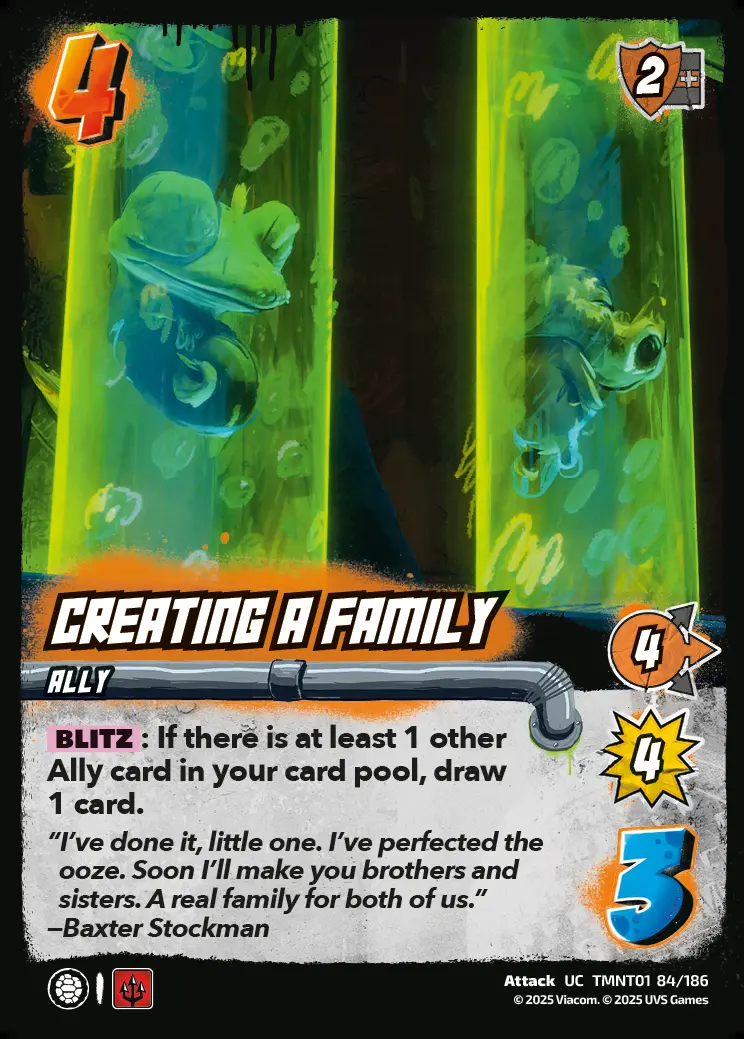 4
2
CREATING A FAMILY
4
ALLY
BLITZ : If there is at least 1 other
Ally card in your card pool, draw
1 card.
4
“I’ve done it, little one. I’ve perfected the
ooze. Soon I’ll make you brothers and
sisters. A real family for both of us.”
—Baxter Stockman
3
Attack UC TMNT01 84/186
© 2025 Viacom. © 2025 UVS Games